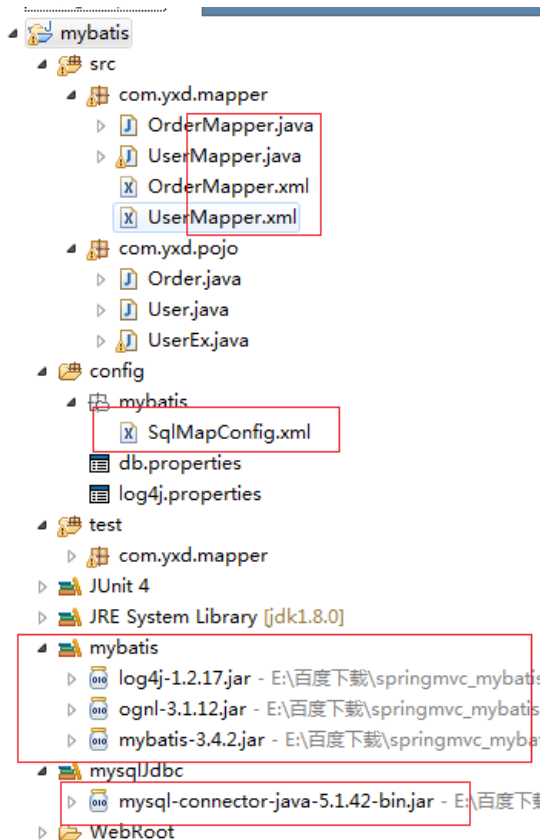 mybatis
src
com.yxd.mapper
OrderMapper.java
UserMapper.java
OrderMapper.xml
UserMapper.xml
com.yxd.pojo
Order.java
User.java
UserEx.java
config
mybatis
SqlMapConfig.xml
db.properties
log4j.properties
test
com.yxd.mapper
JUnit 4
JRE System Library [jdk1.8.0]
mybatis
log4j-1.2.17.jar - E:\百度下载\springmvc_mybatis
ognl-3.1.12.jar - E:\百度下载\springmvc_mybatis
mybatis-3.4.2.jar - E:\百度下载\springmvc_mybat
mysqlJdbc
mysql-connector-java-5.1.42-bin.jar - E:\百度下
WebRoot